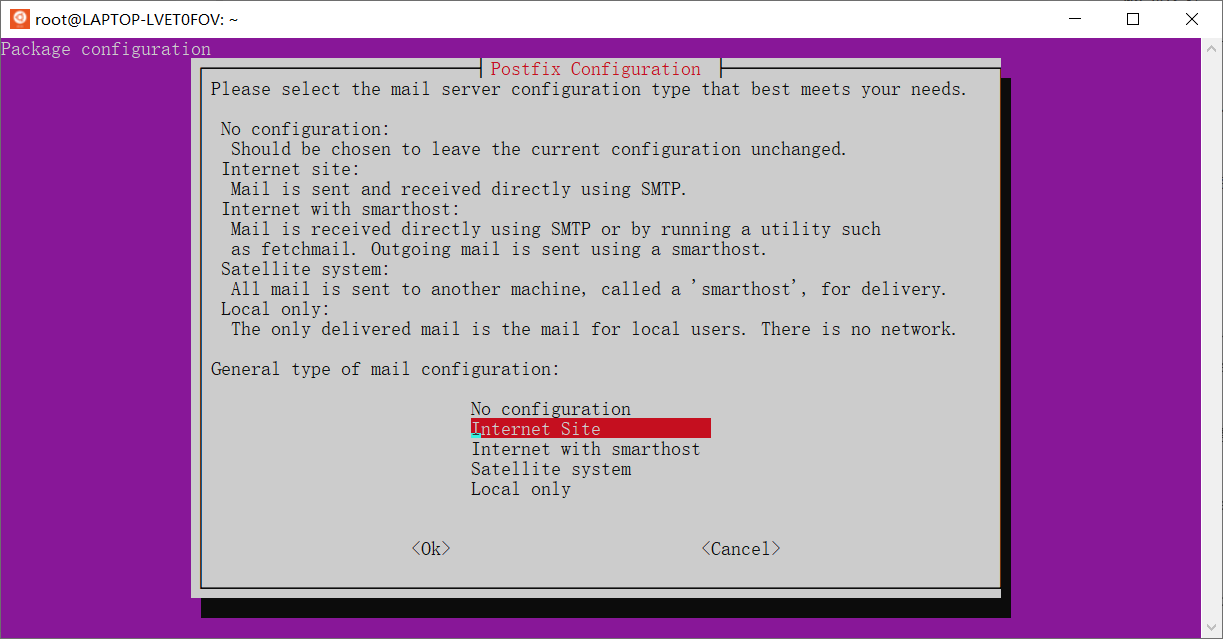 root@LAPTOP-LVET0FOV: ~
Package configuration
Postfix Configuration
Please select the mail server configuration type that best meets your needs.
No configuration:
Should be chosen to leave the current configuration unchanged.
Internet site:
Mail is sent and received directly using SMTP.
Internet with smarthost:
Mail is received directly using SMTP or by running a utility such
as fetchmail. Outgoing mail is sent using a smarthost.
Satellite system:
All mail is sent to another machine, called a 'smarthost', for delivery.
Local only:
The only delivered mail is the mail for local users. There is no network.
General type of mail configuration:
No configuration
Internet Site
Internet with smarthost
Satellite system
Local only
<Ok> <Cancel>